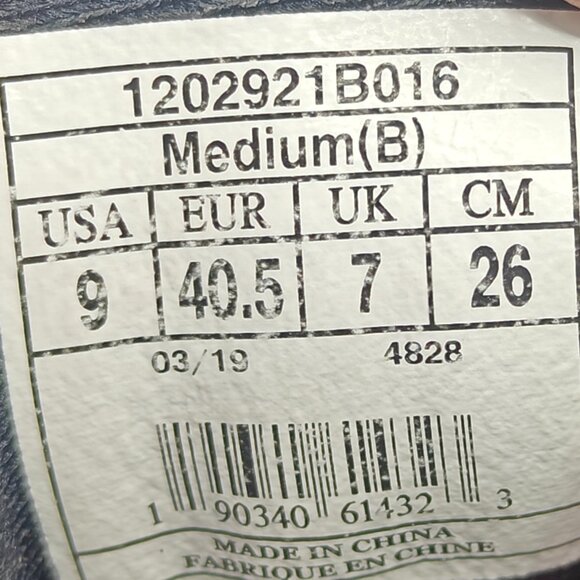 1202921B016
Medium(B)
USA EUR UK CM
9 40.5 7 26
03/19 4828
1 90340 61432 3
MADE IN CHINA
FABRIQUE EN CHINE